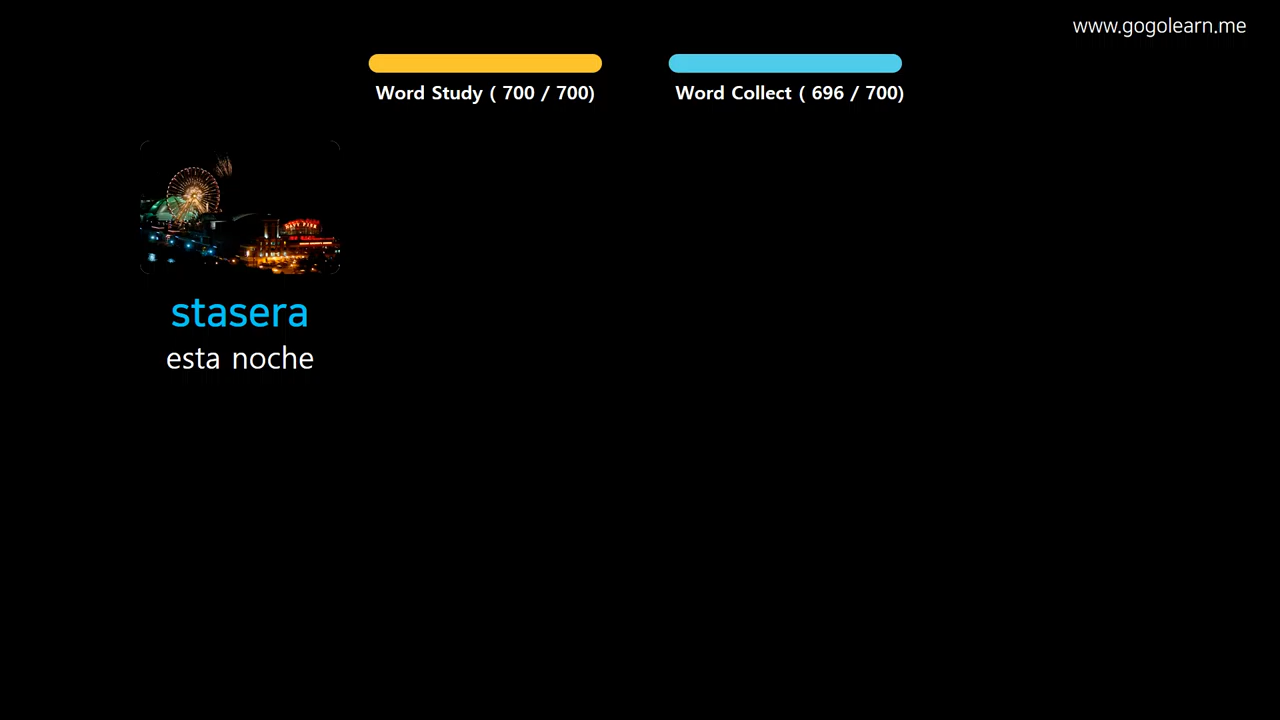 www.gogolearn.me
Word Study ( 700 / 700)
Word Collect ( 696 / 700)
stasera
esta noche